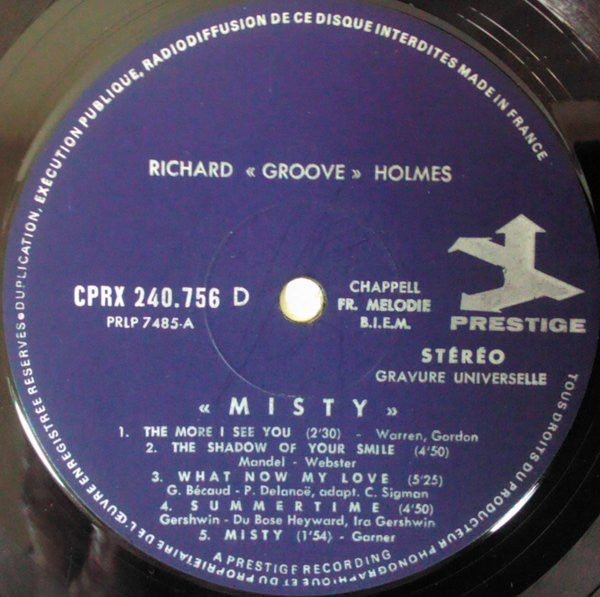 DUPLICATION, EXÉCUTION PUBLIQUE, RADIODIFFUSION DE CE DISQUE INTERDITES MADE IN FRANCE
RICHARD « GROOVE » HOLMES
CPRX 240.756 D
PRLP 7485-A
CHAPPELL
FR. MELODIE
B.I.E.M.
PRESTIGE
STÉRÉO
GRAVURE UNIVERSELLE
« MISTY »
1. THE MORE I SEE YOU (2'30) - Warren, Gordon
2. THE SHADOW OF YOUR SMILE (4'50)
Mandel - Webster
3. WHAT NOW MY LOVE (5'25)
G. Bécaud - P. Delanoë, adapt. C. Sigman
4. SUMMERTIME (4'50)
Gershwin - Du Bose Heyward, Ira Gershwin
5. MISTY (1'54) - Garner
A PRESTIGE RECORDING
TOUS DROITS DU PRODUCTEUR PHONOGRAPHIQUE ET DU PROPRIÉTAIRE DE L'ŒUVRE ENREGISTRÉE RÉSERVÉS ●